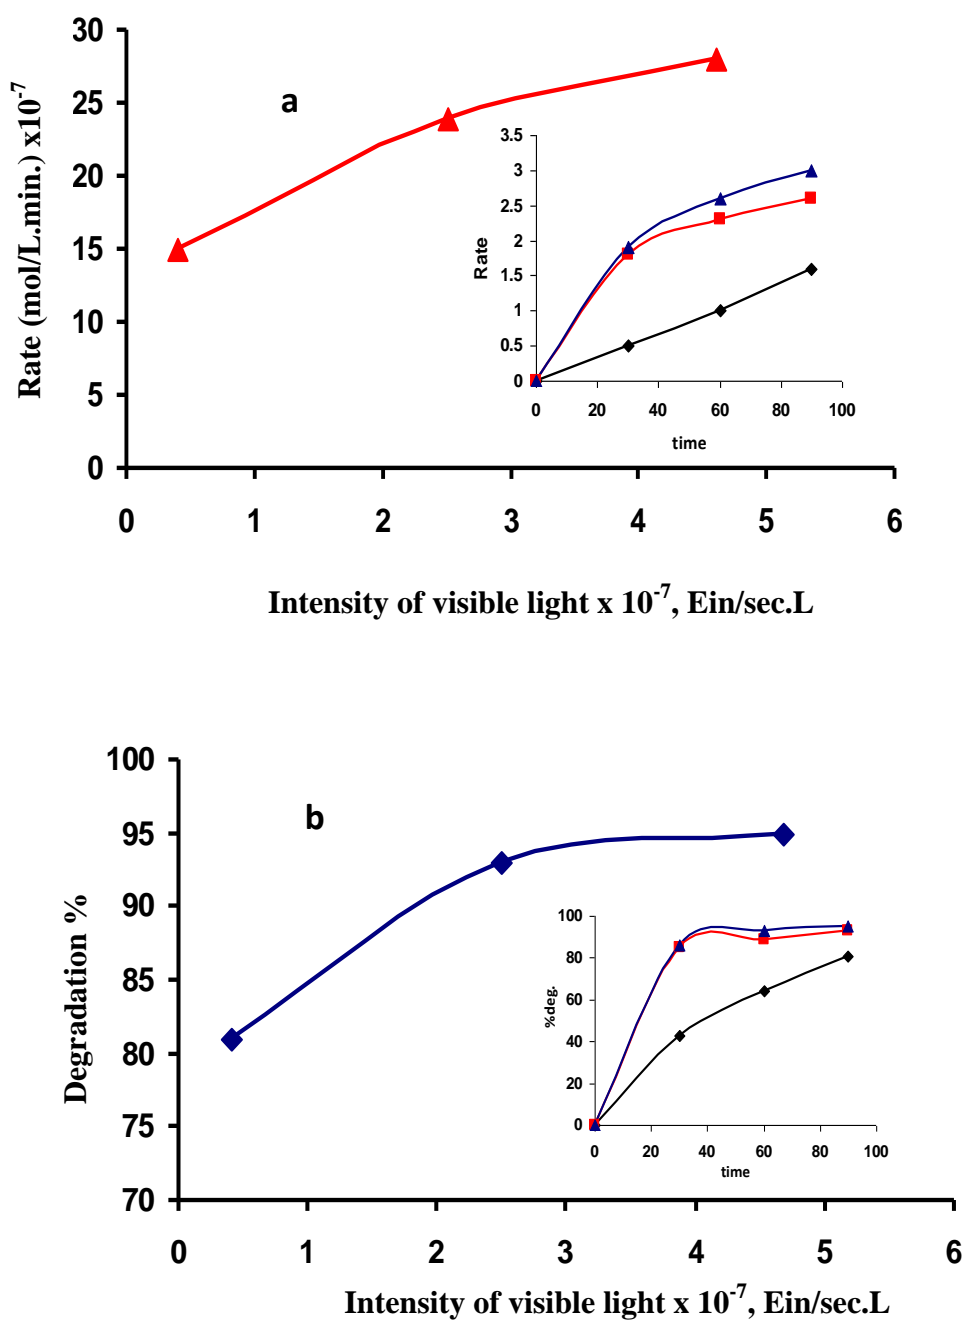 30
25
20
15
10
5
0
Rate (mol/L.min.) x10⁻⁷
a
3.5
3
2.5
2
1.5
1
0.5
0
Rate
0 20 40 60 80 100
time
0 1 2 3 4 5 6
Intensity of visible light x 10⁻⁷, Ein/sec.L
100
95
90
85
80
75
70
Degradation %
b
100
80
60
40
20
0
%deg.
0 20 40 60 80 100
time
0 1 2 3 4 5 6
Intensity of visible light x 10⁻⁷, Ein/sec.L